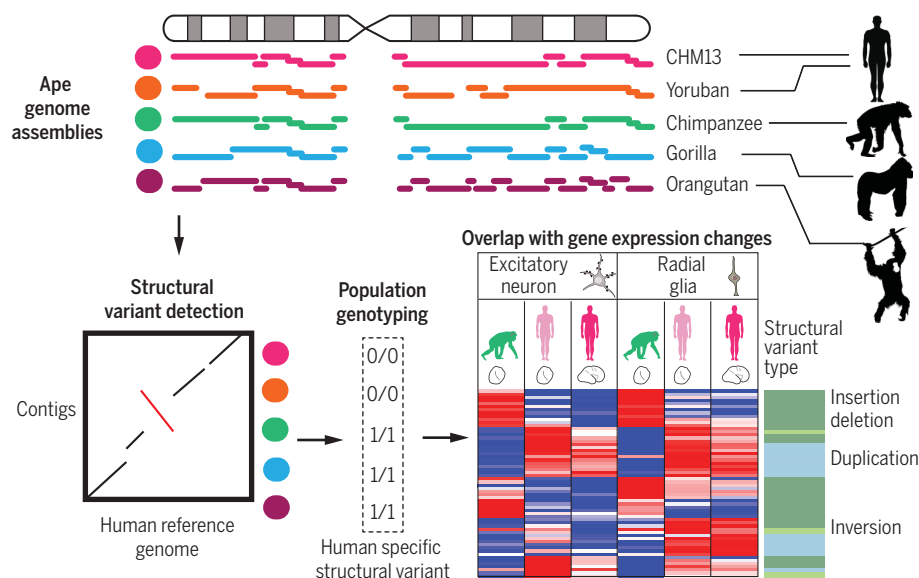 Ape
genome
assemblies
CHM13
Yoruban
Chimpanzee
Gorilla
Orangutan
Structural
variant detection
Contigs
Human reference
genome
Population
genotyping
0/0
0/0
1/1
1/1
1/1
Human specific
structural variant
Overlap with gene expression changes
Excitatory
neuron
Radial
glia
Structural
variant
type
Insertion
deletion
Duplication
Inversion